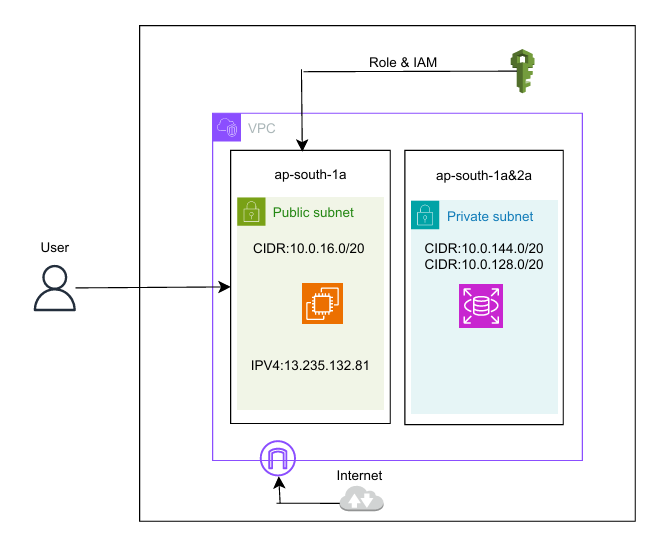 Role & IAM
VPC
ap-south-1a
Public subnet
CIDR:10.0.16.0/20
IPV4:13.235.132.81
ap-south-1a&2a
Private subnet
CIDR:10.0.144.0/20
CIDR:10.0.128.0/20
User
Internet